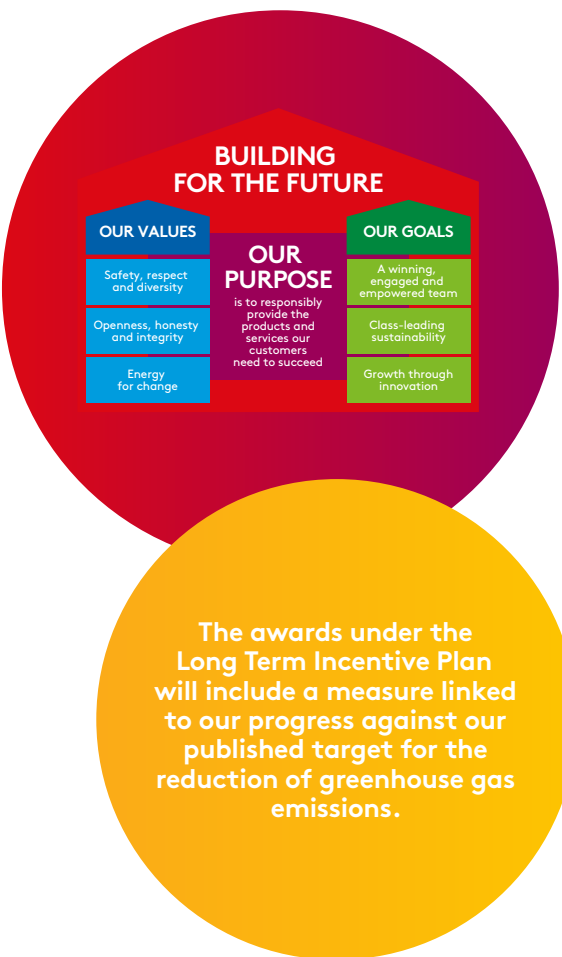 BUILDING
FOR THE FUTURE
OUR VALUES
Safety, respect
and diversity
Openness, honesty
and integrity
Energy
for change
OUR
PURPOSE
is to responsibly
provide the
products and
services our
customers
need to succeed
OUR GOALS
A winning,
engaged and
empowered team
Class-leading
sustainability
Growth through
innovation
The awards under the
Long Term Incentive Plan
will include a measure linked
to our progress against our
published target for the
reduction of greenhouse gas
emissions.